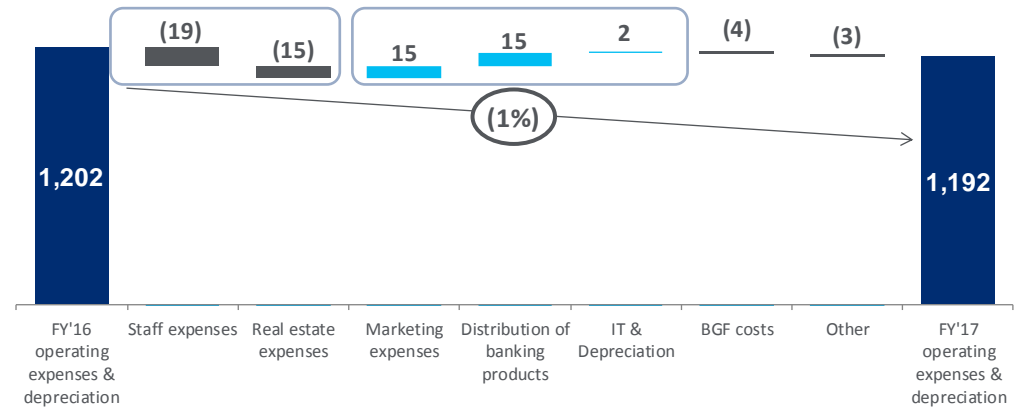 (19)
(15)
15
15
2
(4)
(3)
(1%)
1,202
1,192
FY'16
operating
expenses &
depreciation
Staff expenses
Real estate
expenses
Marketing
expenses
Distribution of
banking
products
IT &
Depreciation
BGF costs
Other
FY'17
operating
expenses &
depreciation